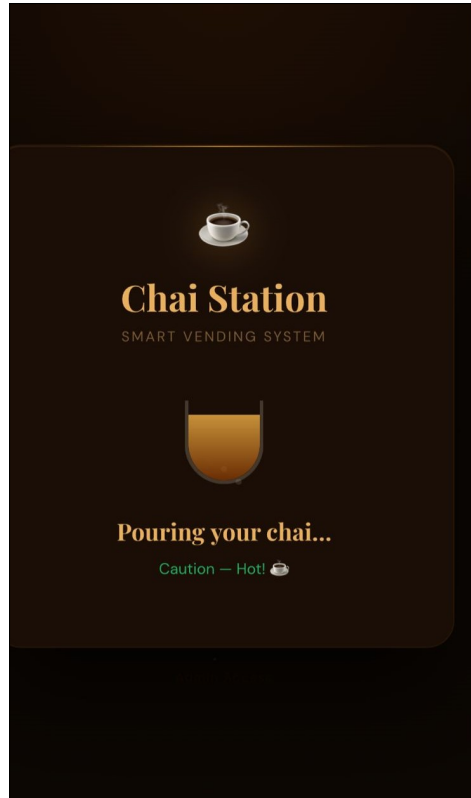 Chai Station
SMART VENDING SYSTEM
Pouring your chai...
Caution — Hot! ☕